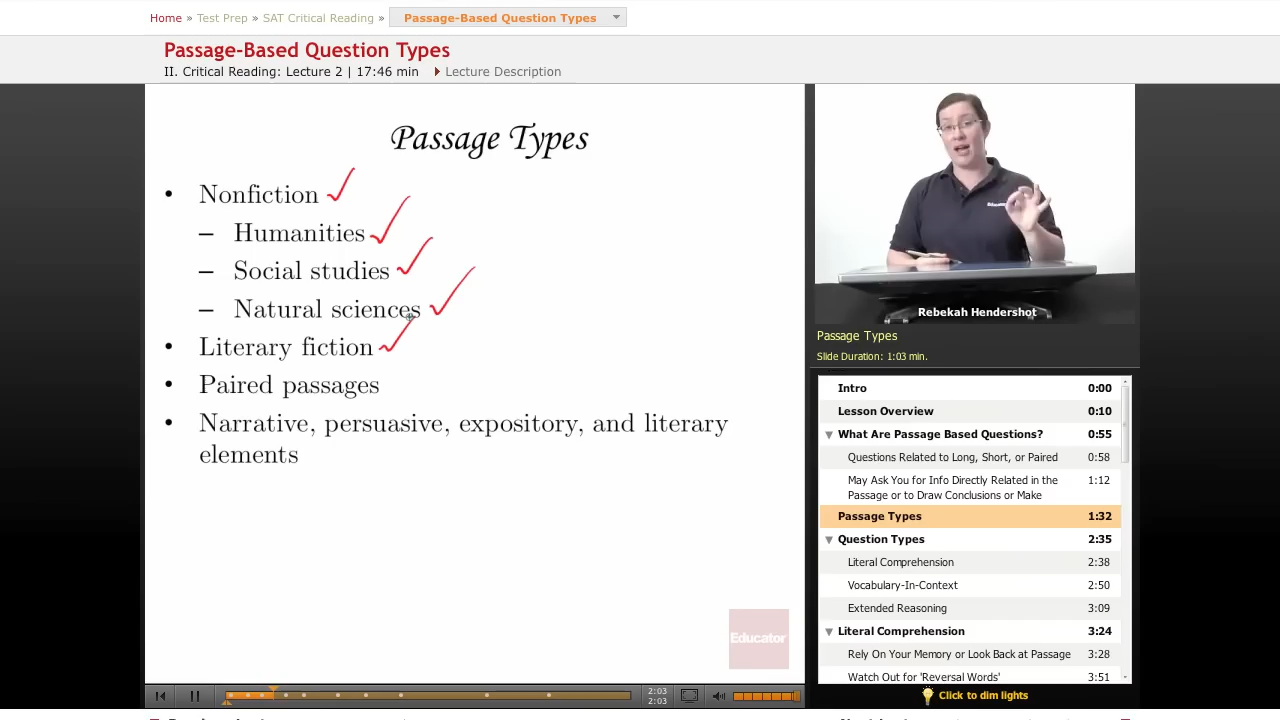 Home » Test Prep » SAT Critical Reading » Passage-Based Question Types
Passage-Based Question Types
II. Critical Reading: Lecture 2 | 17:46 min Lecture Description
Passage Types
• Nonfiction
– Humanities
– Social studies
– Natural sciences
• Literary fiction
• Paired passages
• Narrative, persuasive, expository, and literary
elements
Educator
2:03
2:03
Rebekah Hendershot
Passage Types
Slide Duration: 1:03 min.
Intro 0:00
Lesson Overview 0:10
What Are Passage Based Questions? 0:55
Questions Related to Long, Short, or Paired 0:58
May Ask You for Info Directly Related in the 1:12
Passage or to Draw Conclusions or Make
Passage Types 1:32
Question Types 2:35
Literal Comprehension 2:38
Vocabulary-In-Context 2:50
Extended Reasoning 3:09
Literal Comprehension 3:24
Rely On Your Memory or Look Back at Passage 3:28
Watch Out for 'Reversal Words' 3:51
Click to dim lights